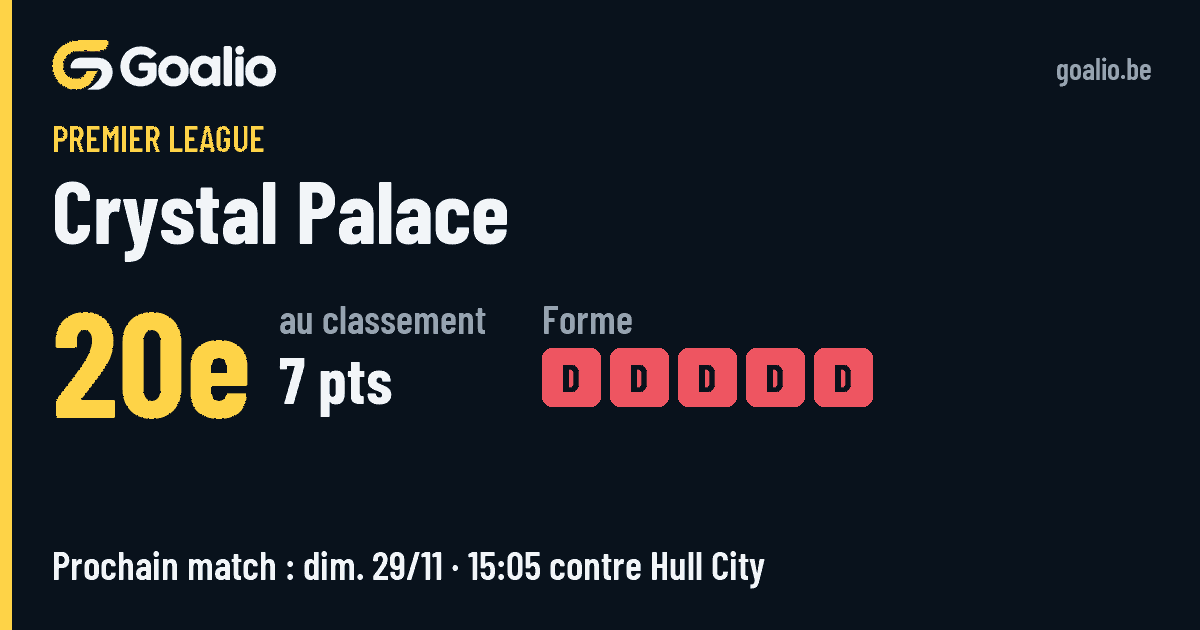 Goalio
goalio.be
PREMIER LEAGUE
Crystal Palace
20e
au classement
7 pts
Forme
D D D D D
Prochain match : dim. 29/11 · 15:05 contre Hull City